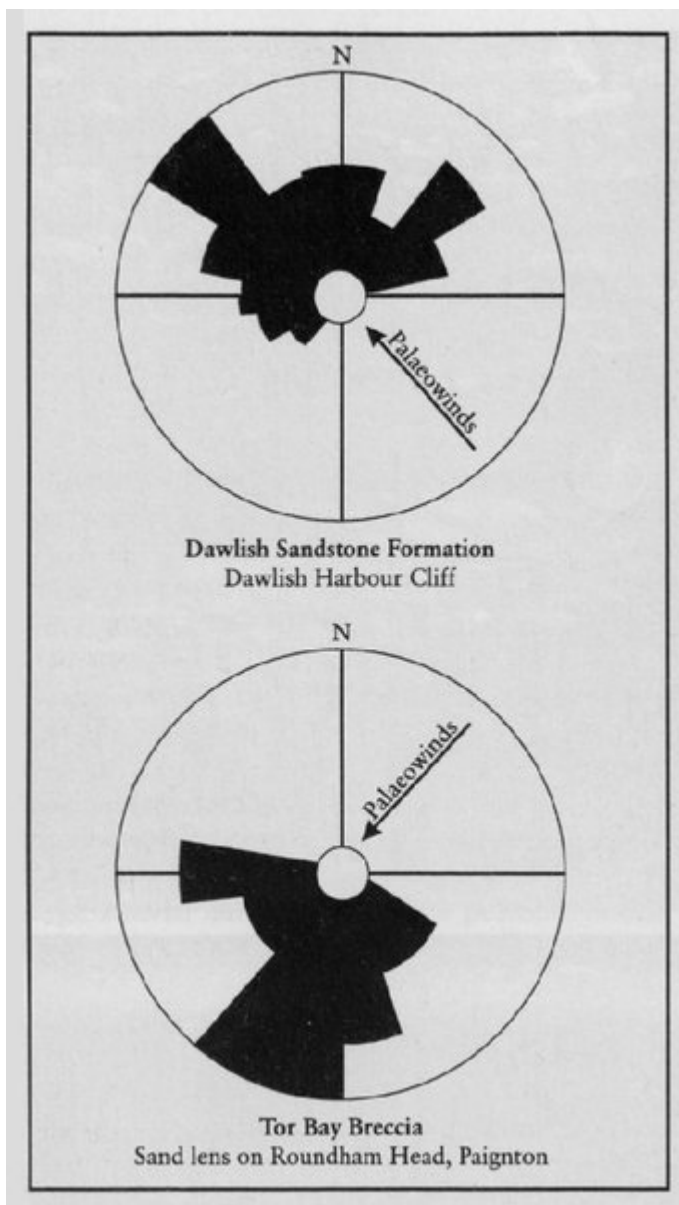 N
Palaeowinds
Dawlish Sandstone Formation
Dawlish Harbour Cliff
N
Palaeowinds
Tor Bay Breccia
Sand lens on Roundham Head, Paignton